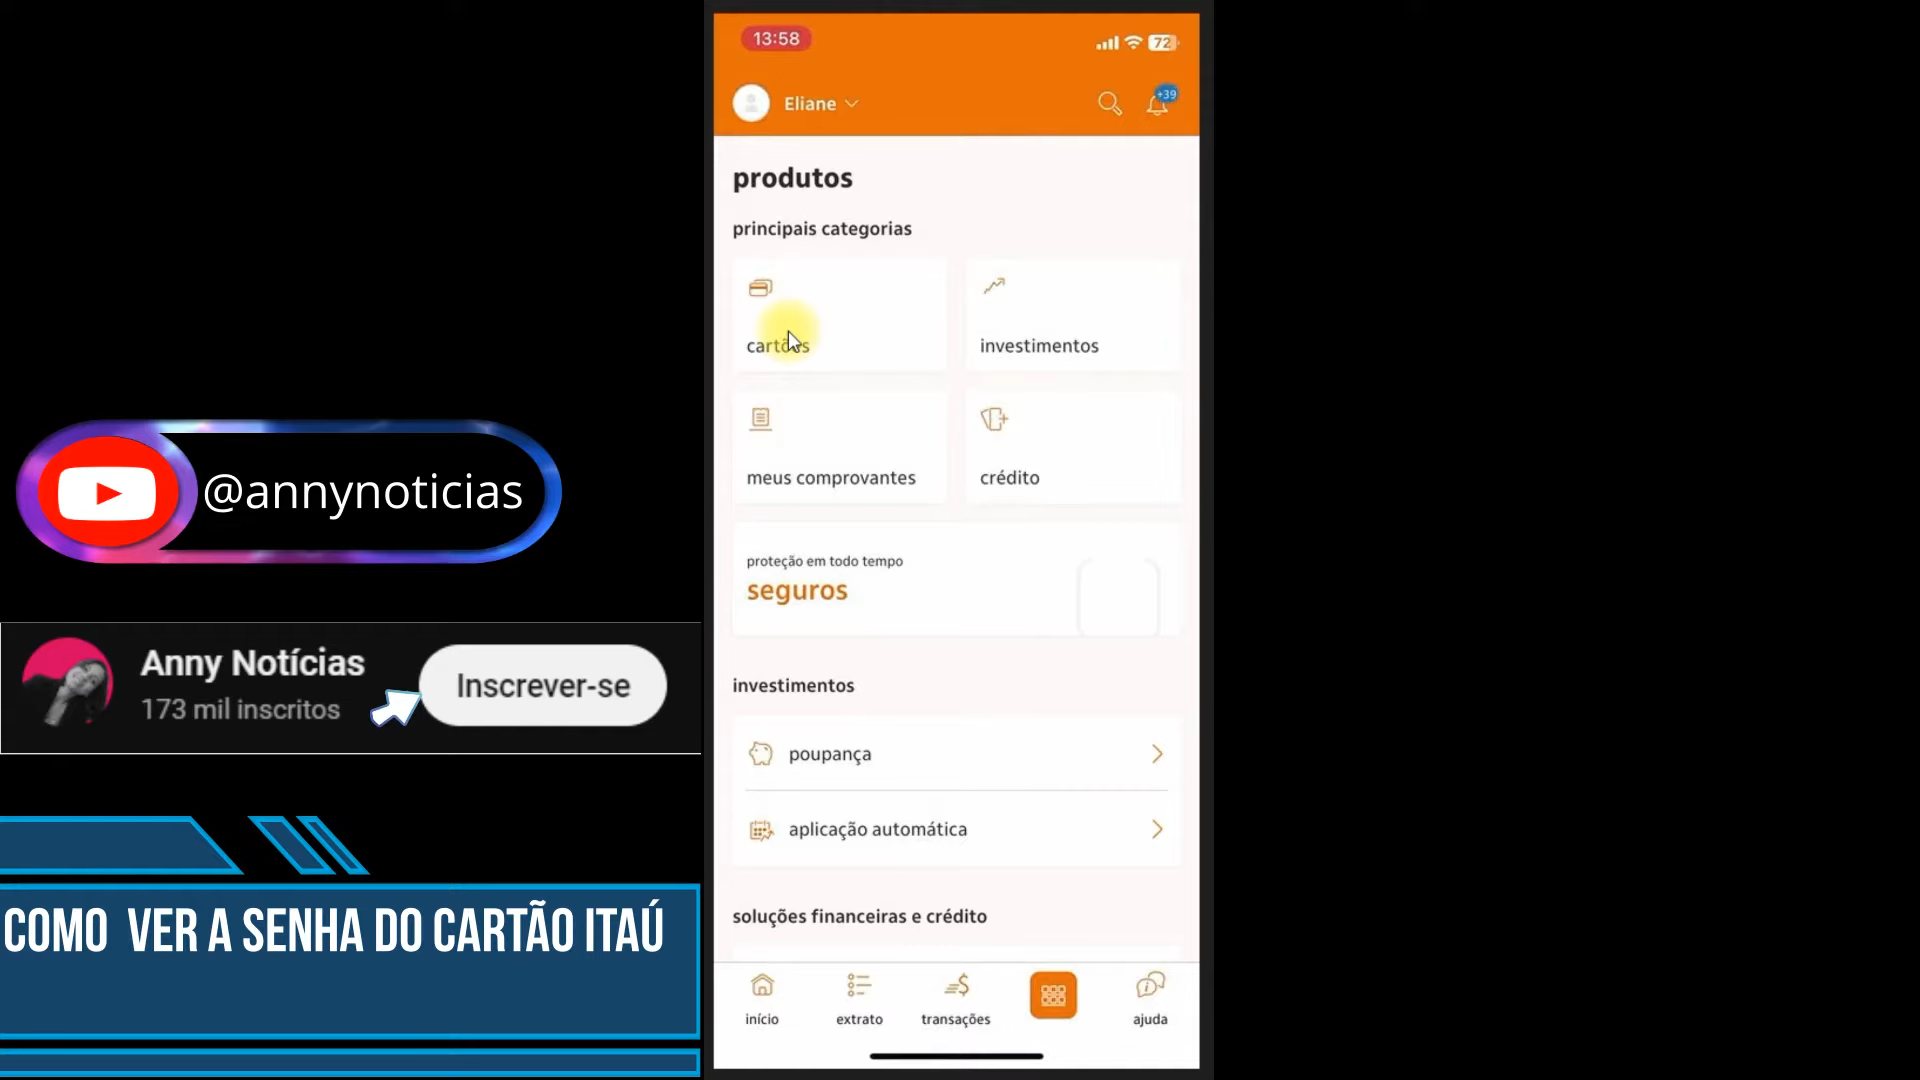 13:58
72
Eliane
+39
produtos
principais categorias
cartões
investimentos
meus comprovantes
crédito
proteção em todo tempo
seguros
investimentos
poupança
aplicação automática
soluções financeiras e crédito
início
extrato
transações
ajuda
@annynoticias
Anny Notícias
173 mil inscritos
Inscrever-se
COMO VER A SENHA DO CARTÃO ITAÚ